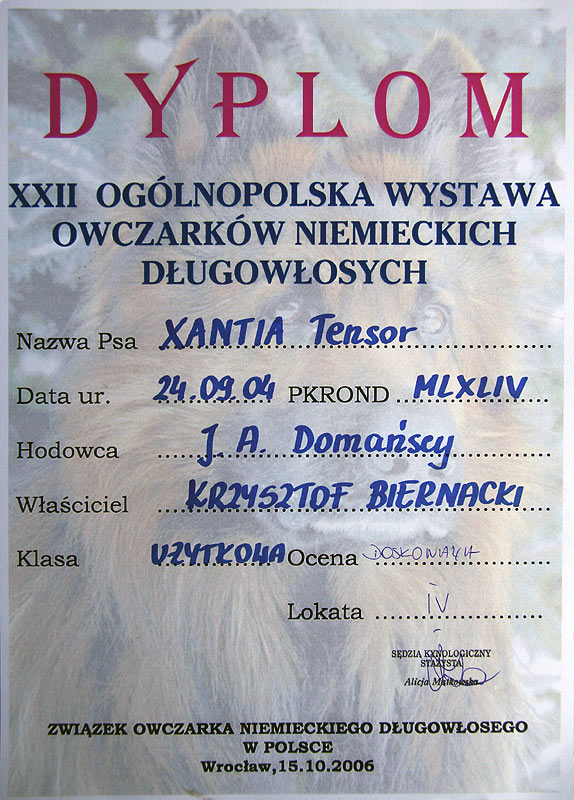 DYPLOM
XXII OGÓLNOPOLSKA WYSTAWA
OWCZARKÓW NIEMIECKICH
DŁUGOWŁOSYCH
Nazwa Psa XANTIA Tensor
Data ur. 24.09.04 PKROND MLXLIV
Hodowca J. A. Domańscy
Właściciel KRZYSZTOF BIERNACKI
Klasa UŻYTKOWA Ocena DOSKONAŁA
Lokata IV
SĘDZIA KYNOLOGICZNY
STAŻYSTA
Alicja
ZWIĄZEK OWCZARKA NIEMIECKIEGO DŁUGOWŁOSEGO
W POLSCE
Wrocław,15.10.2006